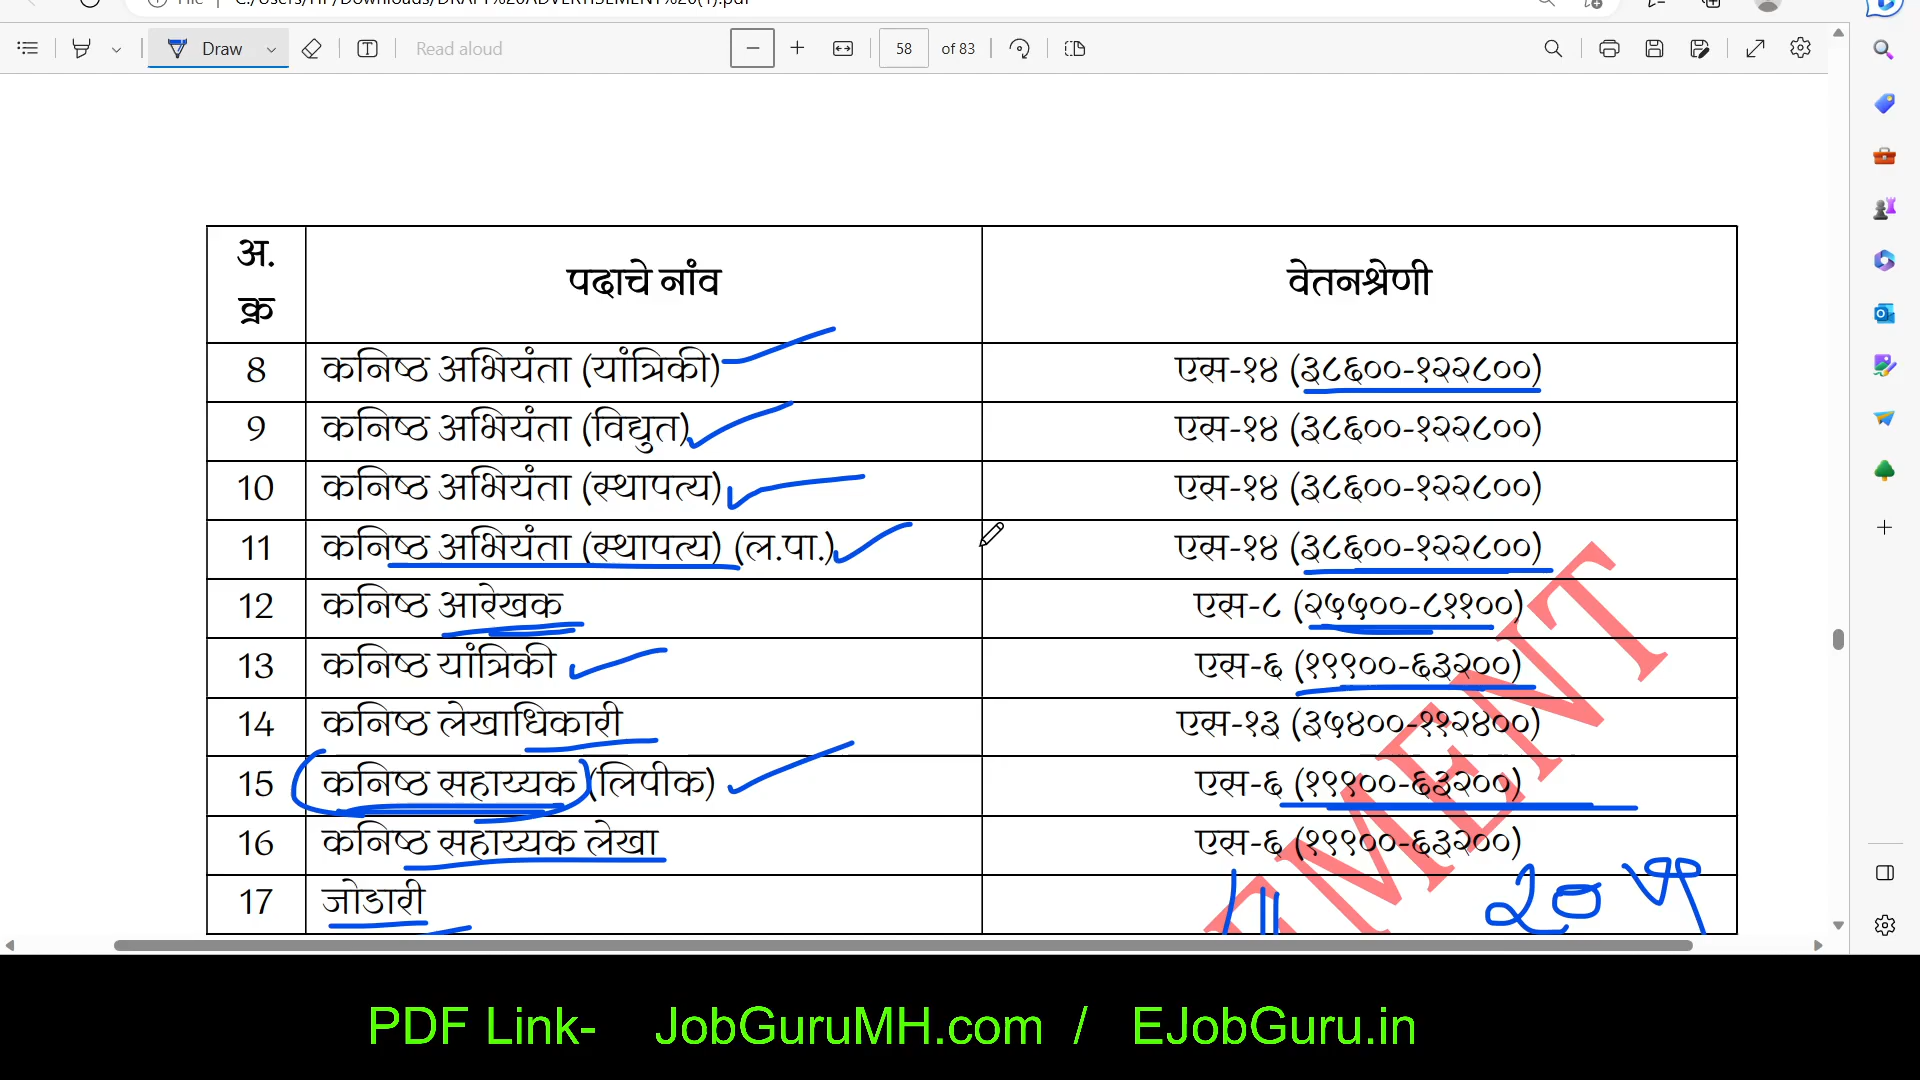 Draw
Read aloud
58 of 83
अ. क्र
पदाचे नांव
वेतनश्रेणी
8 कनिष्ठ अभियंता (यांत्रिकी) एस-१४ (३८६००-१२२८००)
9 कनिष्ठ अभियंता (विद्युत) एस-१४ (३८६००-१२२८००)
10 कनिष्ठ अभियंता (स्थापत्य) एस-१४ (३८६००-१२२८००)
11 कनिष्ठ अभियंता (स्थापत्य) (ल.पा.) एस-१४ (३८६००-१२२८००)
12 कनिष्ठ आरेखक एस-८ (२५५००-८११००)
13 कनिष्ठ यांत्रिकी एस-६ (१९९००-६३२००)
14 कनिष्ठ लेखाधिकारी एस-१३ (३५४००-११२४००)
15 कनिष्ठ सहाय्यक (लिपीक) एस-६ (१९९००-६३२००)
16 कनिष्ठ सहाय्यक लेखा एस-६ (१९९००-६३२००)
17 जोडारी
EMENT
PDF Link- JobGuruMH.com / EJobGuru.in